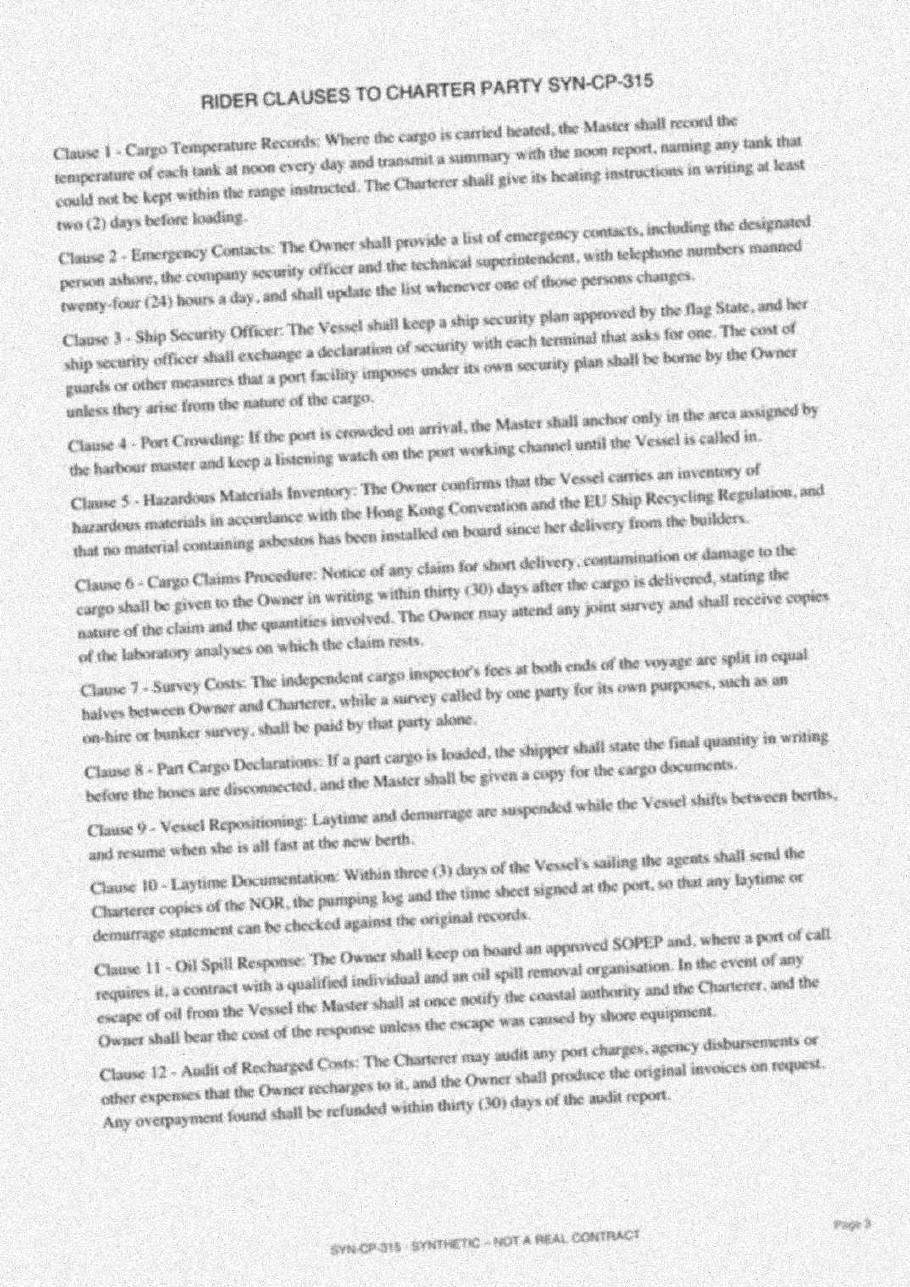 RIDER CLAUSES TO CHARTER PARTY SYN-CP-315
Clause 1 - Cargo Temperature Records: Where the cargo is carried heated, the Master shall record the
temperature of each tank at noon every day and transmit a summary with the noon report, naming any tank that
could not be kept within the range instructed. The Charterer shall give its heating instructions in writing at least
two (2) days before loading.
Clause 2 - Emergency Contacts: The Owner shall provide a list of emergency contacts, including the designated
person ashore, the company security officer and the technical superintendent, with telephone numbers manned
twenty-four (24) hours a day, and shall update the list whenever one of those persons changes.
Clause 3 - Ship Security Officer: The Vessel shall keep a ship security plan approved by the flag State, and her
ship security officer shall exchange a declaration of security with each terminal that asks for one. The cost of
guards or other measures that a port facility imposes under its own security plan shall be borne by the Owner
unless they arise from the nature of the cargo.
Clause 4 - Port Crowding: If the port is crowded on arrival, the Master shall anchor only in the area assigned by
the harbour master and keep a listening watch on the port working channel until the Vessel is called in.
Clause 5 - Hazardous Materials Inventory: The Owner confirms that the Vessel carries an inventory of
hazardous materials in accordance with the Hong Kong Convention and the EU Ship Recycling Regulation, and
that no material containing asbestos has been installed on board since her delivery from the builders.
Clause 6 - Cargo Claims Procedure: Notice of any claim for short delivery, contamination or damage to the
cargo shall be given to the Owner in writing within thirty (30) days after the cargo is delivered, stating the
nature of the claim and the quantities involved. The Owner may attend any joint survey and shall receive copies
of the laboratory analyses on which the claim rests.
Clause 7 - Survey Costs: The independent cargo inspector's fees at both ends of the voyage are split in equal
halves between Owner and Charterer, while a survey called by one party for its own purposes, such as an
on-hire or bunker survey, shall be paid by that party alone.
Clause 8 - Part Cargo Declarations: If a part cargo is loaded, the shipper shall state the final quantity in writing
before the hoses are disconnected, and the Master shall be given a copy for the cargo documents.
Clause 9 - Vessel Repositioning: Laytime and demurrage are suspended while the Vessel shifts between berths,
and resume when she is all fast at the new berth.
Clause 10 - Laytime Documentation: Within three (3) days of the Vessel's sailing the agents shall send the
Charterer copies of the NOR, the pumping log and the time sheet signed at the port, so that any laytime or
demurrage statement can be checked against the original records.
Clause 11 - Oil Spill Response: The Owner shall keep on board an approved SOPEP and, where a port of call
requires it, a contract with a qualified individual and an oil spill removal organisation. In the event of any
escape of oil from the Vessel the Master shall at once notify the coastal authority and the Charterer, and the
Owner shall bear the cost of the response unless the escape was caused by shore equipment.
Clause 12 - Audit of Recharged Costs: The Charterer may audit any port charges, agency disbursements or
other expenses that the Owner recharges to it, and the Owner shall produce the original invoices on request.
Any overpayment found shall be refunded within thirty (30) days of the audit report.
SYN-CP-315 · SYNTHETIC – NOT A REAL CONTRACT
Page 3